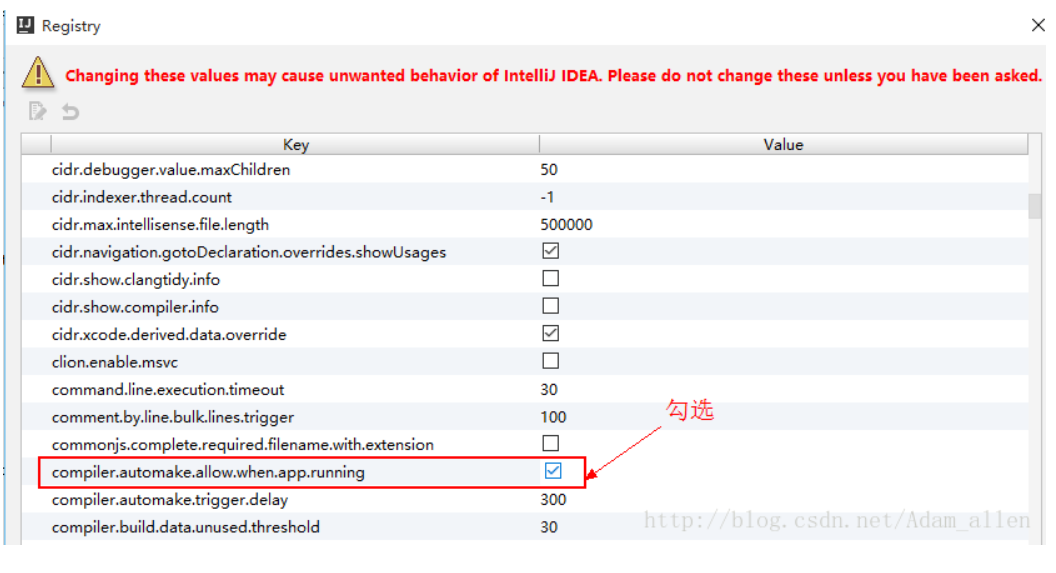 Registry
Changing these values may cause unwanted behavior of IntelliJ IDEA. Please do not change these unless you have been asked.
Key Value
cidr.debugger.value.maxChildren 50
cidr.indexer.thread.count -1
cidr.max.intellisense.file.length 500000
cidr.navigation.gotoDeclaration.overrides.showUsages
cidr.show.clangtidy.info
cidr.show.compiler.info
cidr.xcode.derived.data.override
clion.enable.msvc
command.line.execution.timeout 30
comment.by.line.bulk.lines.trigger 100
勾选
commonjs.complete.required.filename.with.extension
compiler.automake.allow.when.app.running
compiler.automake.trigger.delay 300
compiler.build.data.unused.threshold 30
http://blog.csdn.net/Adam_allen